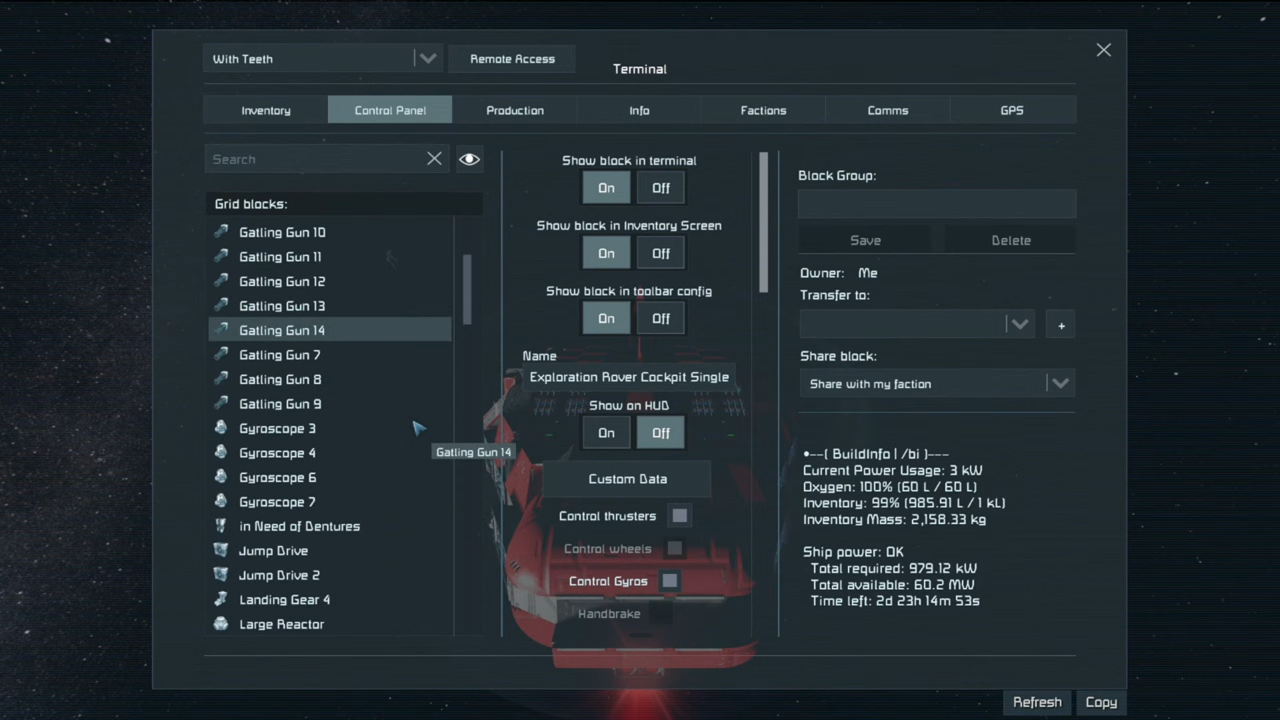 With Teeth
Remote Access
Terminal
Inventory
Control Panel
Production
Info
Factions
Comms
GPS
Search
Grid blocks:
Gatling Gun 10
Gatling Gun 11
Gatling Gun 12
Gatling Gun 13
Gatling Gun 14
Gatling Gun 7
Gatling Gun 8
Gatling Gun 9
Gyroscope 3
Gyroscope 4
Gyroscope 6
Gyroscope 7
in Need of Dentures
Jump Drive
Jump Drive 2
Landing Gear 4
Large Reactor
Gatling Gun 14
Show block in terminal
On Off
Show block in Inventory Screen
On Off
Show block in toolbar config
On Off
Name
Exploration Rover Cockpit Single
Show on HUD
On Off
Custom Data
Control thrusters
Control wheels
Control Gyros
Handbrake
Block Group:
Save
Delete
Owner: Me
Transfer to:
+
Share block:
Share with my faction
•--( BuildInfo | /bi )---
Current Power Usage: 3 kW
Oxygen: 100% (60 L / 60 L)
Inventory: 99% (985.91 L / 1 kL)
Inventory Mass: 2,158.33 kg
Ship power: OK
Total required: 979.12 kW
Total available: 60.2 MW
Time left: 2d 23h 14m 53s
Refresh
Copy